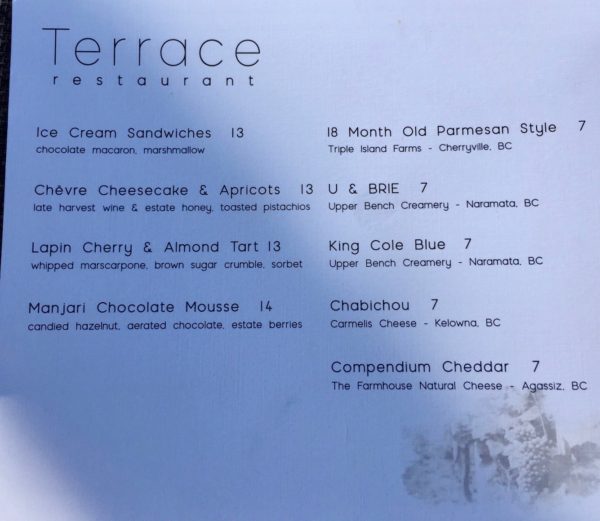 Terrace
restaurant
Ice Cream Sandwiches 13
chocolate macaron, marshmallow
Chêvre Cheesecake & Apricots 13
late harvest wine & estate honey, toasted pistachios
Lapin Cherry & Almond Tart 13
whipped marscarpone, brown sugar crumble, sorbet
Manjari Chocolate Mousse 14
candied hazelnut, aerated chocolate, estate berries
18 Month Old Parmesan Style 7
Triple Island Farms - Cherryville, BC
U & BRIE 7
Upper Bench Creamery - Naramata, BC
King Cole Blue 7
Upper Bench Creamery - Naramata, BC
Chabichou 7
Carmelis Cheese - Kelowna, BC
Compendium Cheddar 7
The Farmhouse Natural Cheese - Agassiz, BC